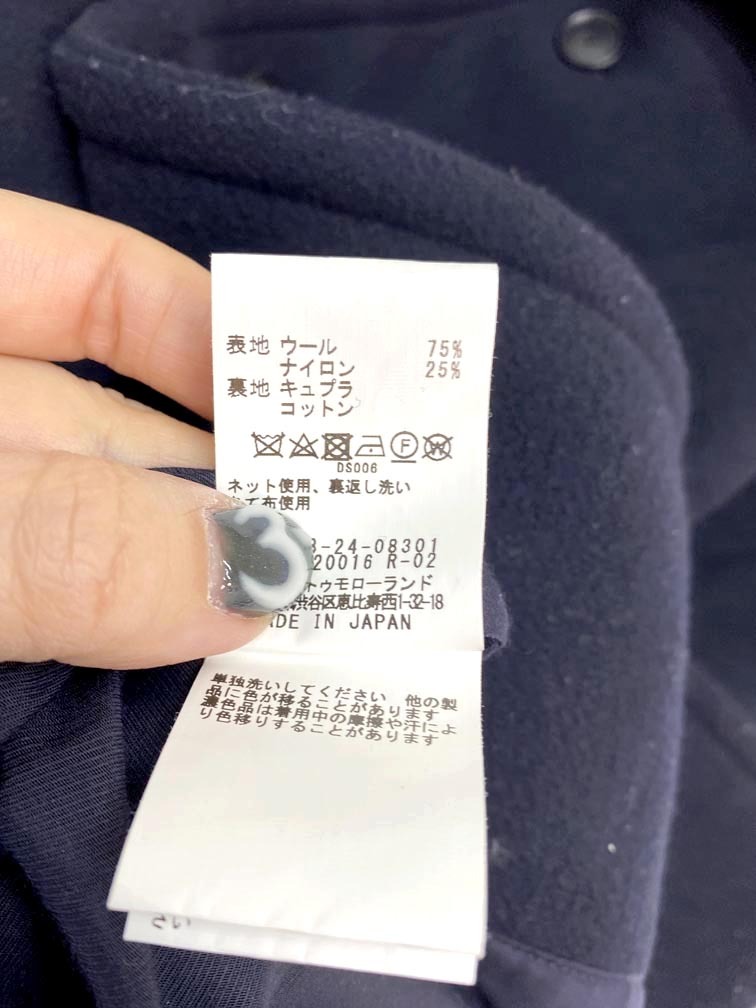 表地 ウール 75%
ナイロン 25%
裏地 キュプラ
コットン
F W
DS006
ネット使用、裏返し洗い
布使用
-24-08301
20016 R-02
トゥモローランド
渋谷区恵比寿西1-32-18
DE IN JAPAN
単独洗いしてください 他の製
品に色が移ることがあります
濃色品は着用中の摩擦や汗によ
り色移りすることがあります
さい